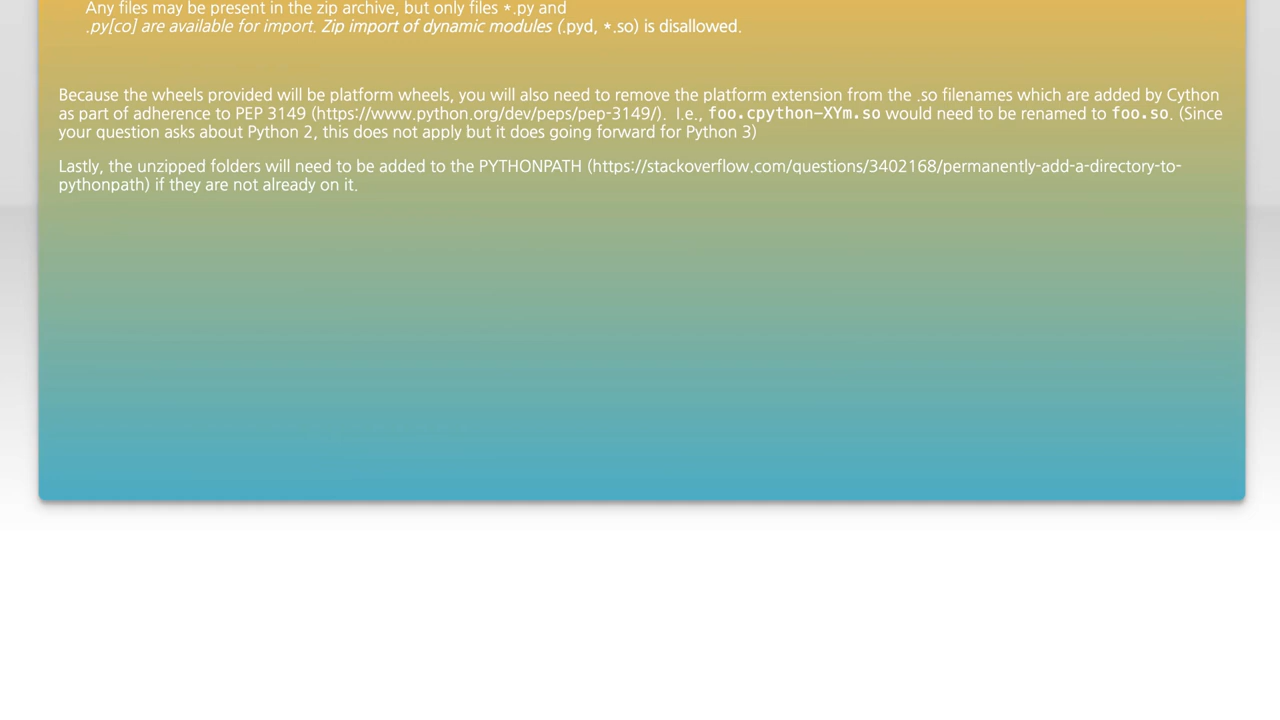 Any files may be present in the zip archive, but only files *.py and
.py[co] are available for import. Zip import of dynamic modules (.pyd, *.so) is disallowed.
Because the wheels provided will be platform wheels, you will also need to remove the platform extension from the .so filenames which are added by Cython
as part of adherence to PEP 3149 (https://www.python.org/dev/peps/pep-3149/).  I.e., foo.cpython-XYm.so would need to be renamed to foo.so. (Since
your question asks about Python 2, this does not apply but it does going forward for Python 3)
Lastly, the unzipped folders will need to be added to the PYTHONPATH (https://stackoverflow.com/questions/3402168/permanently-add-a-directory-to-
pythonpath) if they are not already on it.